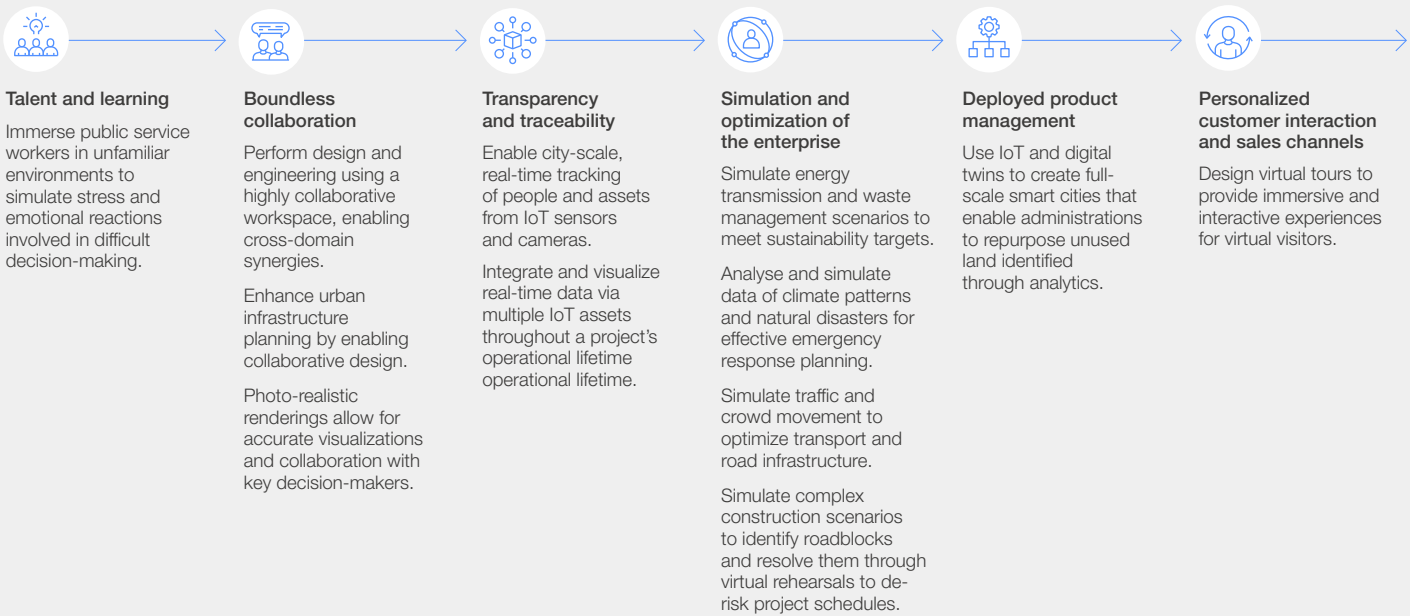 Talent and learning
Immerse public service
workers in unfamiliar
environments to
simulate stress and
emotional reactions
involved in difficult
decision-making.
Boundless
collaboration
Perform design and
engineering using a
highly collaborative
workspace, enabling
cross-domain
synergies.
Enhance urban
infrastructure
planning by enabling
collaborative design.
Photo-realistic
renderings allow for
accurate visualizations
and collaboration with
key decision-makers.
Transparency
and traceability
Enable city-scale,
real-time tracking
of people and assets
from IoT sensors
and cameras.
Integrate and visualize
real-time data via
multiple IoT assets
throughout a project's
operational lifetime
operational lifetime.
Simulation and
optimization of
the enterprise
Simulate energy
transmission and waste
management scenarios to
meet sustainability targets.
Analyse and simulate
data of climate patterns
and natural disasters for
effective emergency
response planning.
Simulate traffic and
crowd movement to
optimize transport and
road infrastructure.
Simulate complex
construction scenarios
to identify roadblocks
and resolve them through
virtual rehearsals to de-
risk project schedules.
Deployed product
management
Use IoT and digital
twins to create full-
scale smart cities that
enable administrations
to repurpose unused
land identified
through analytics.
Personalized
customer interaction
and sales channels
Design virtual tours to
provide immersive and
interactive experiences
for virtual visitors.